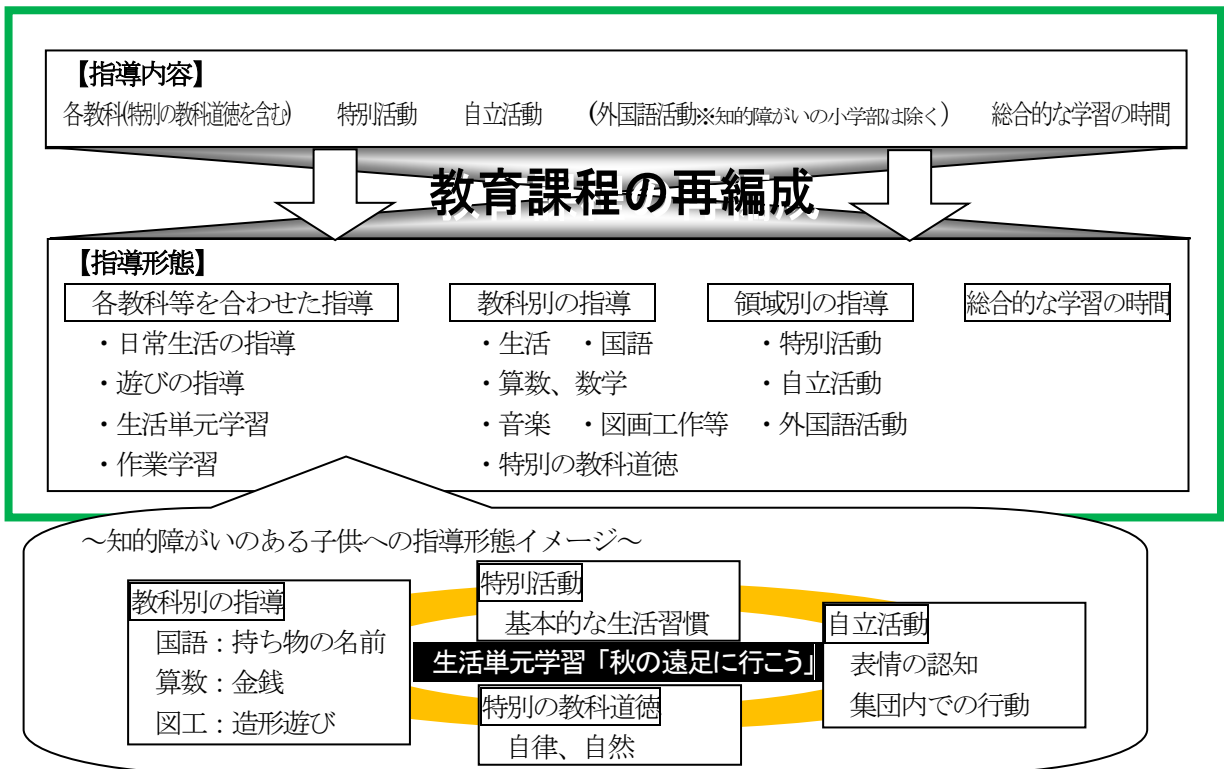 【指導内容】
各教科(特別の教科道徳を含む) 特別活動 自立活動 (外国語活動※知的障がいの小学部は除く) 総合的な学習の時間
教育課程の再編成
【指導形態】
各教科等を合わせた指導 教科別の指導 領域別の指導 総合的な学習の時間
・日常生活の指導 ・生活 ・国語 ・特別活動
・遊びの指導 ・算数、数学 ・自立活動
・生活単元学習 ・音楽 ・図画工作等 ・外国語活動
・作業学習 ・特別の教科道徳
～知的障がいのある子供への指導形態イメージ～
教科別の指導
国語：持ち物の名前
算数：金銭
図工：造形遊び
特別活動
基本的な生活習慣
生活単元学習「秋の遠足に行こう」
特別の教科道徳
自律、自然
自立活動
表情の認知
集団内での行動